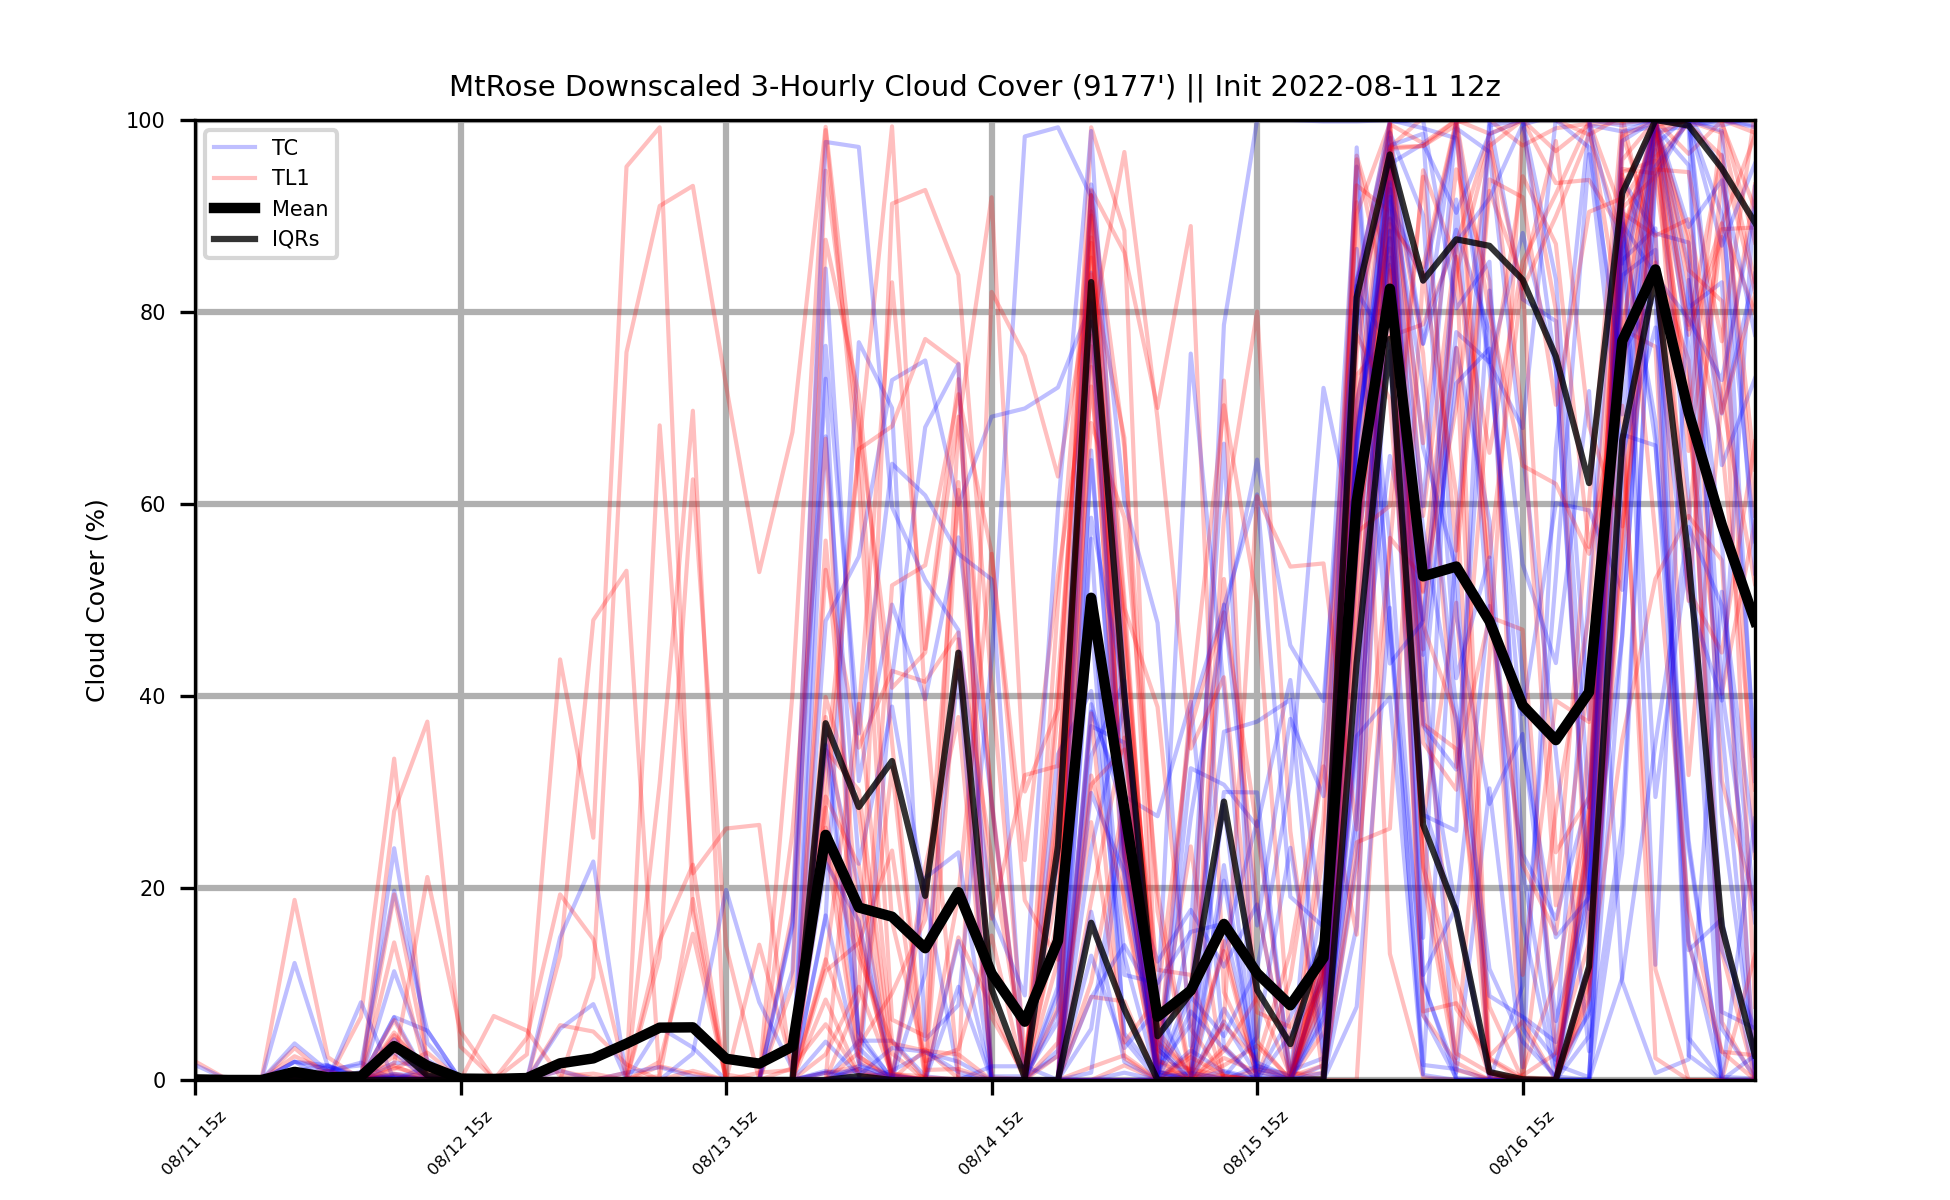 MtRose Downscaled 3-Hourly Cloud Cover (9177') || Init 2022-08-11 12z
TC
TL1
Mean
IQRs
Cloud Cover (%)
100
80
60
40
20
0
08/11 15z
08/12 15z
08/13 15z
08/14 15z
08/15 15z
08/16 15z